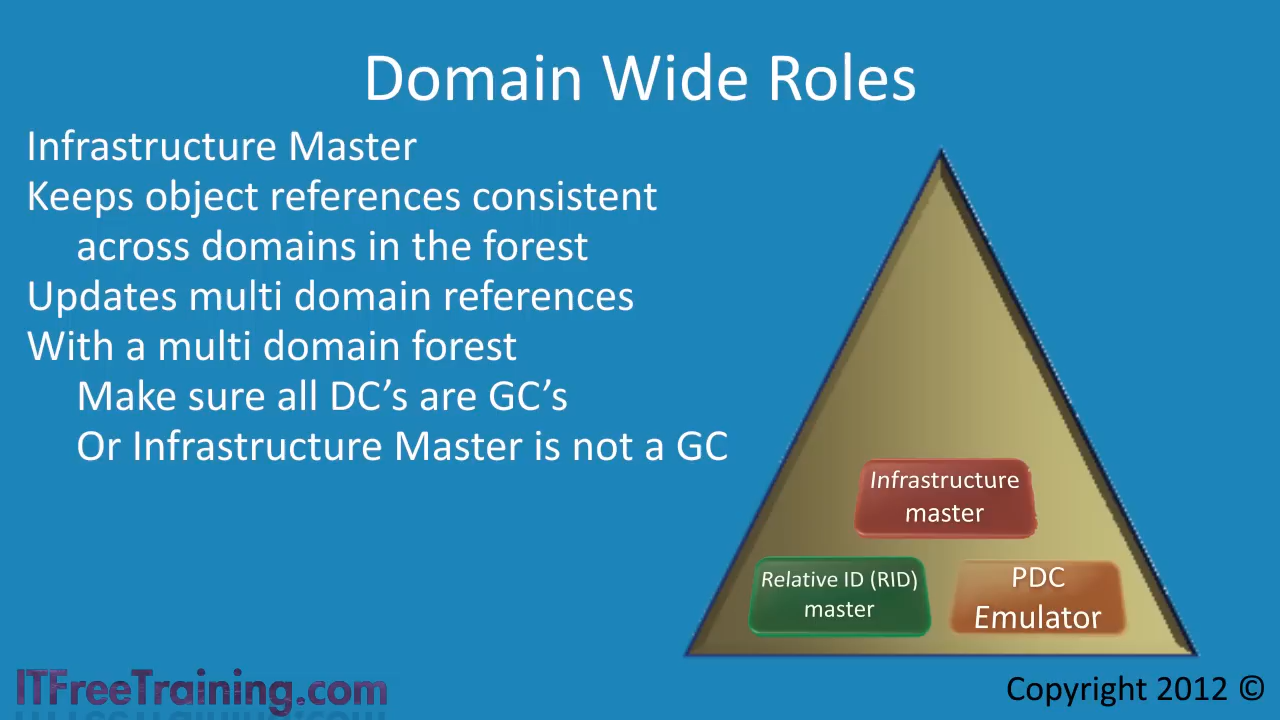 Domain Wide Roles
Infrastructure Master
Keeps object references consistent
across domains in the forest
Updates multi domain references
With a multi domain forest
Make sure all DC’s are GC’s
Or Infrastructure Master is not a GC
Infrastructure
master
Relative ID (RID)
master
PDC
Emulator
ITFreeTraining.com
Copyright 2012 ©